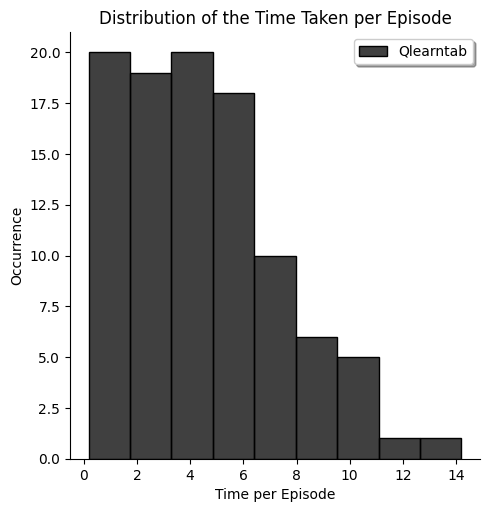 Distribution of the Time Taken per Episode
Qlearntab
20.0
17.5
15.0
12.5
10.0
7.5
5.0
2.5
0.0
Occurrence
0 2 4 6 8 10 12 14
Time per Episode